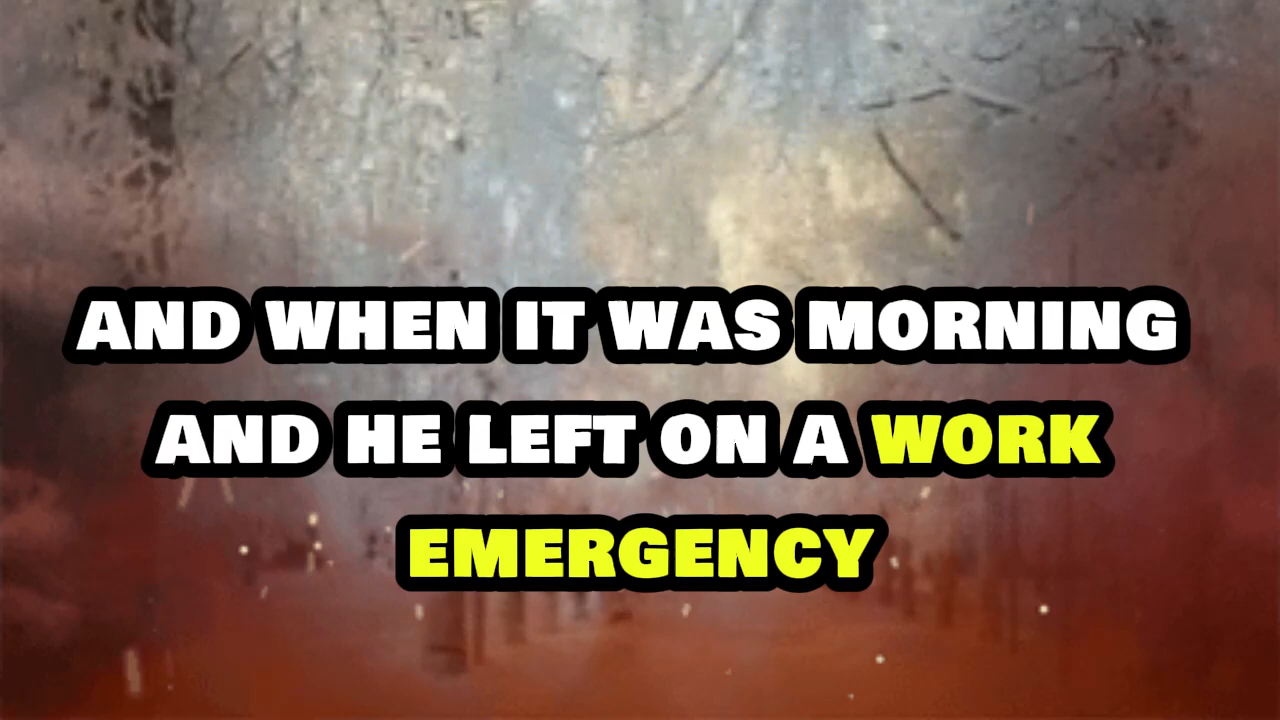 AND WHEN IT WAS MORNING
AND HE LEFT ON A WORK
EMERGENCY